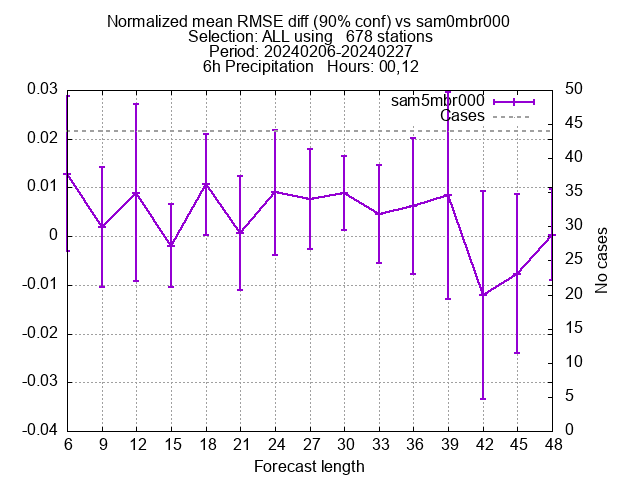 Normalized mean RMSE diff (90% conf) vs sam0mbr000
Selection: ALL using   678 stations
Period: 20240206-20240227
6h Precipitation   Hours: 00,12
0.03
0.02
0.01
0
-0.01
-0.02
-0.03
-0.04
sam5mbr000
Cases
50
45
40
35
30
25
20
15
10
5
0
No cases
6 9 12 15 18 21 24 27 30 33 36 39 42 45 48
Forecast length